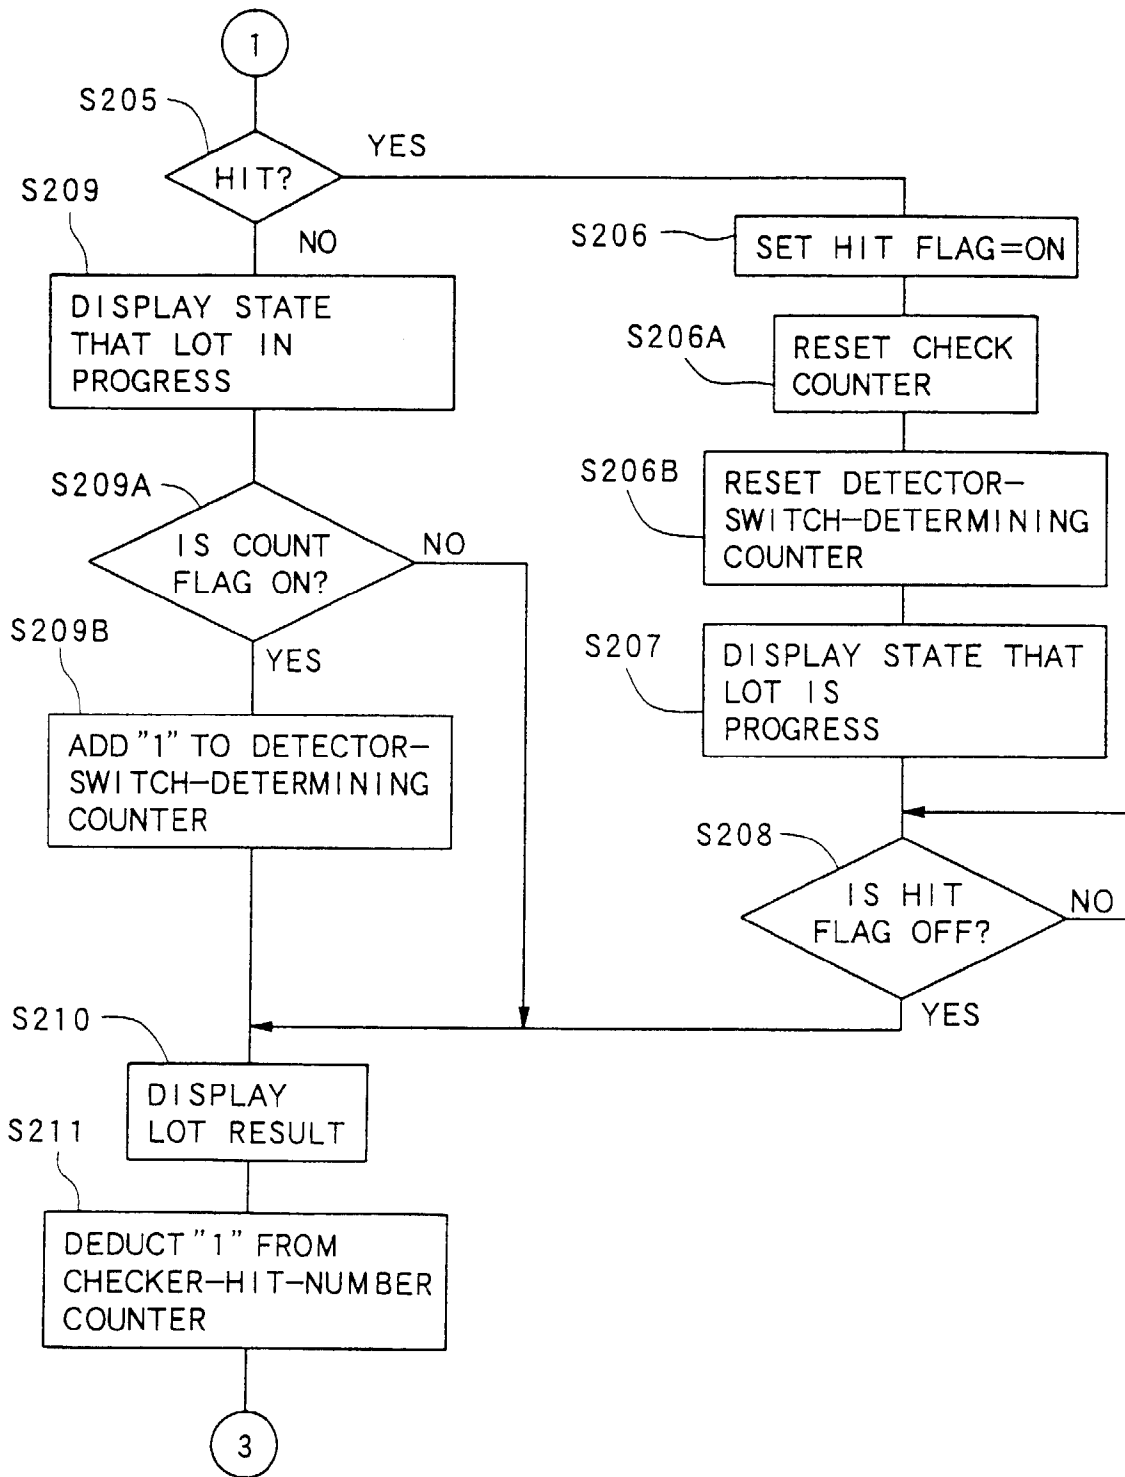 1
S205
HIT?
YES
NO
S209
DISPLAY STATE
THAT LOT IN
PROGRESS
S206
SET HIT FLAG=ON
S206A
RESET CHECK
COUNTER
S209A
IS COUNT
FLAG ON?
NO
YES
S206B
RESET DETECTOR-
SWITCH-DETERMINING
COUNTER
S209B
ADD "1" TO DETECTOR-
SWITCH-DETERMINING
COUNTER
S207
DISPLAY STATE THAT
LOT IS
PROGRESS
S208
IS HIT
FLAG OFF?
NO
YES
S210
DISPLAY
LOT RESULT
S211
DEDUCT "1" FROM
CHECKER-HIT-NUMBER
COUNTER
3